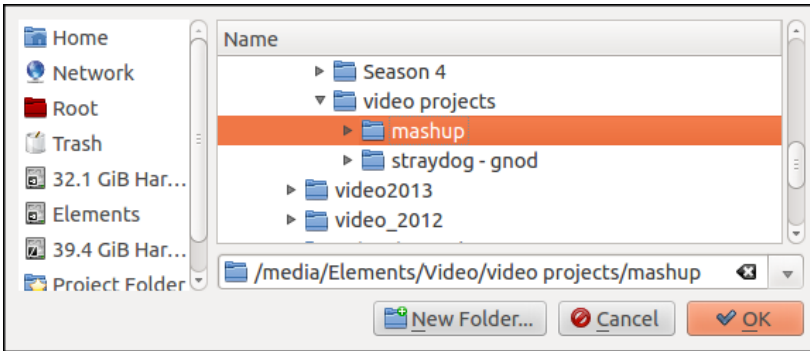 Home
Network
Root
Trash
32.1 GiB Har...
Elements
39.4 GiB Har...
Project Folder
Name
Season 4
video projects
mashup
straydog - gnod
video2013
video_2012
/media/Elements/Video/video projects/mashup
New Folder...
Cancel
OK